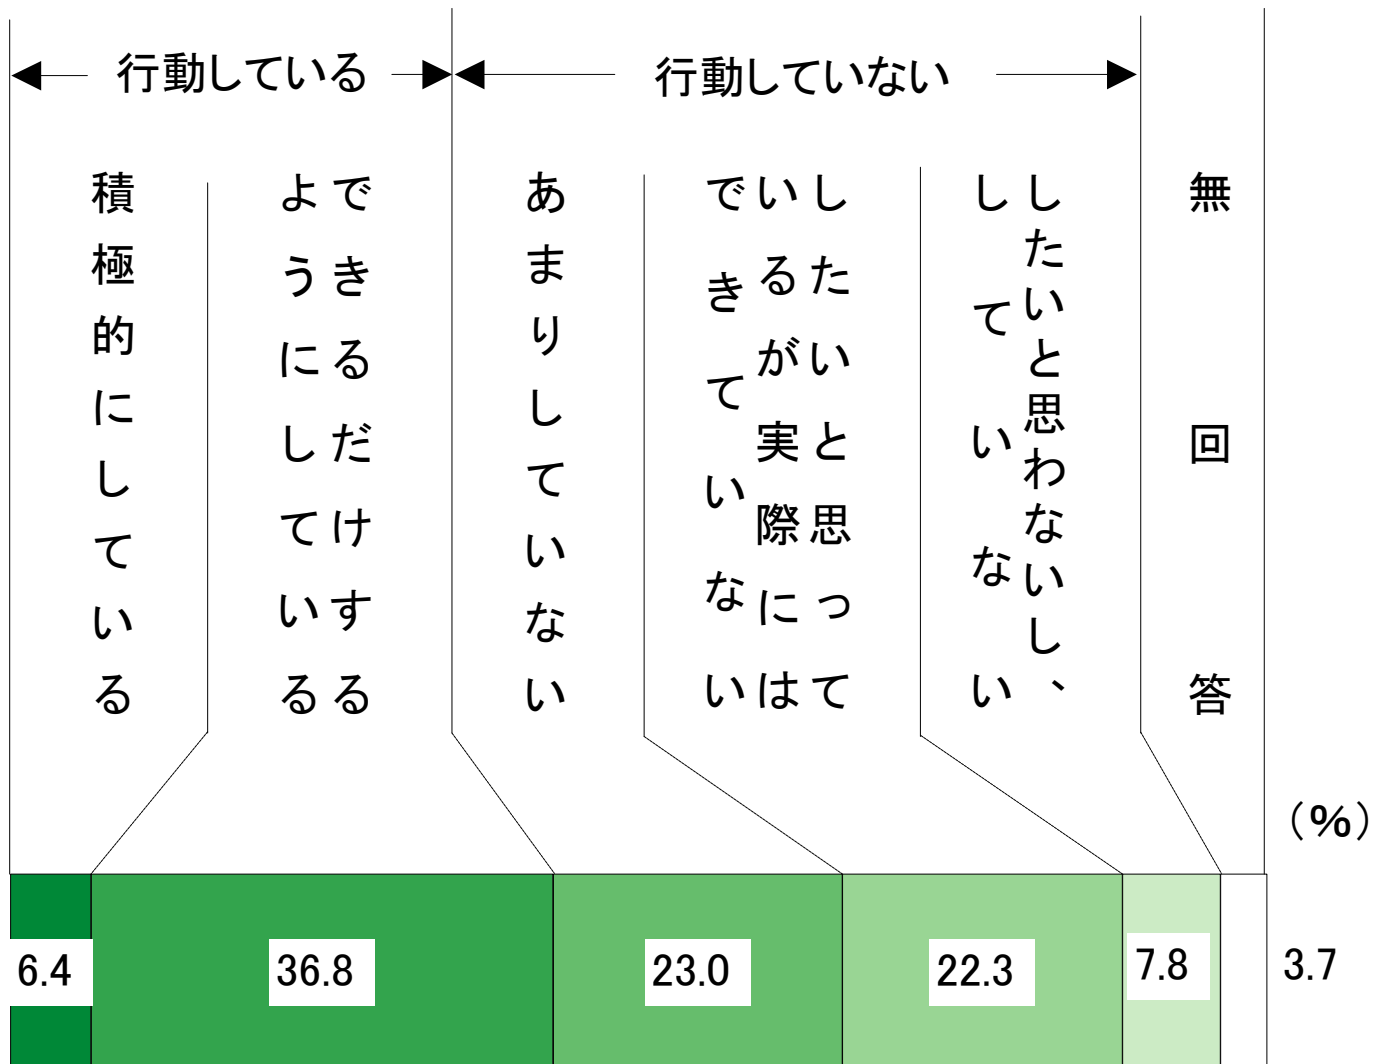 行動している
行動していない
積極的にしている
できるだけする
ようにしている
あまりしていない
したいと思って
いるが実際には
できていない
したいと思わないし、
していない
無回答
(%)
6.4
36.8
23.0
22.3
7.8
3.7